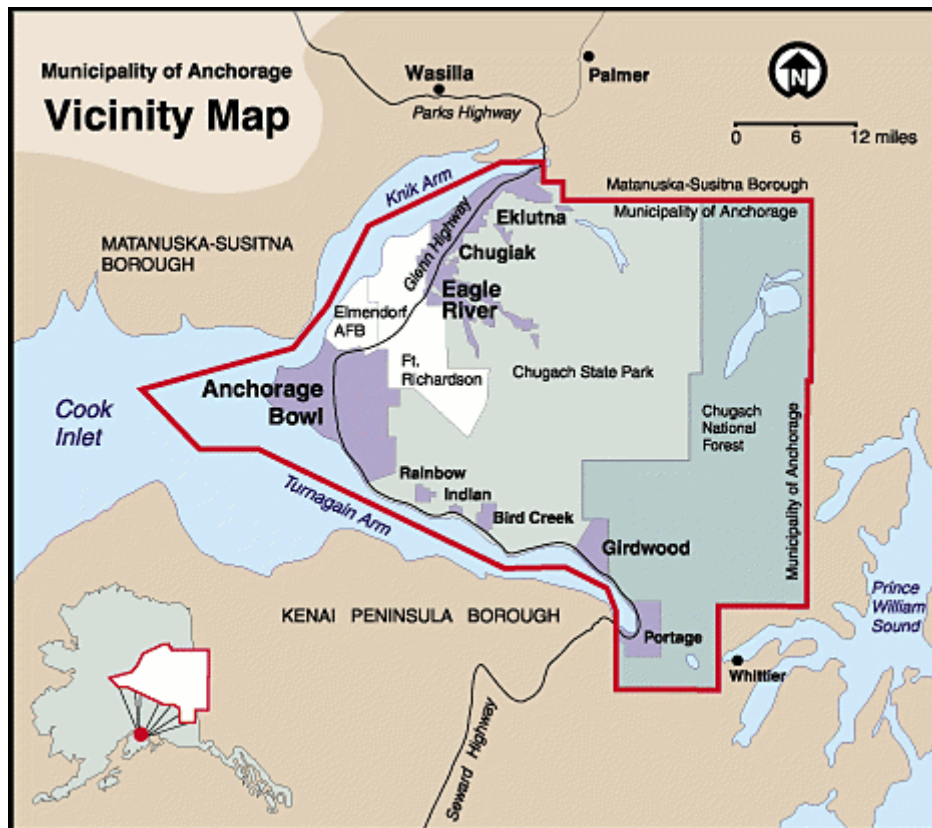 Municipality of Anchorage
Vicinity Map
Wasilla
Palmer
Parks Highway
N
0 6 12 miles
Knik Arm
Matanuska-Susitna Borough
Municipality of Anchorage
MATANUSKA-SUSITNA
BOROUGH
Glenn Highway
Eklutna
Chugiak
Eagle
River
Elmendorf
AFB
Ft.
Richardson
Chugach State Park
Anchorage
Bowl
Cook
Inlet
Chugach
National
Forest
Municipality of Anchorage
Rainbow
Indian
Bird Creek
Turnagain Arm
Girdwood
KENAI PENINSULA BOROUGH
Portage
Prince
William
Sound
Whittier
Seward Highway